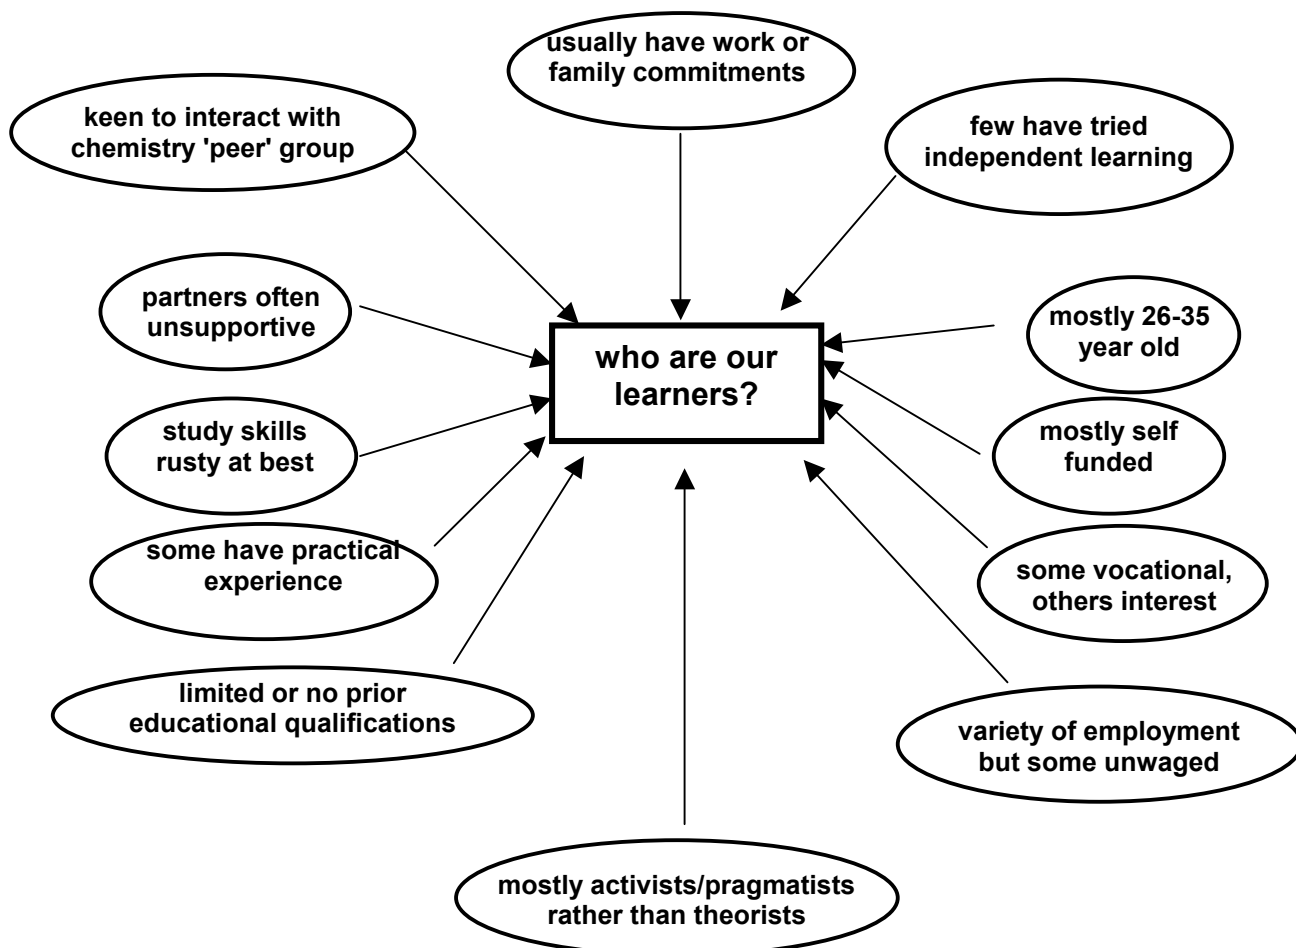 usually have work or
family commitments
keen to interact with
chemistry 'peer' group
few have tried
independent learning
partners often
unsupportive
mostly 26-35
year old
who are our
learners?
study skills
rusty at best
mostly self
funded
some have practical
experience
some vocational,
others interest
limited or no prior
educational qualifications
variety of employment
but some unwaged
mostly activists/pragmatists
rather than theorists